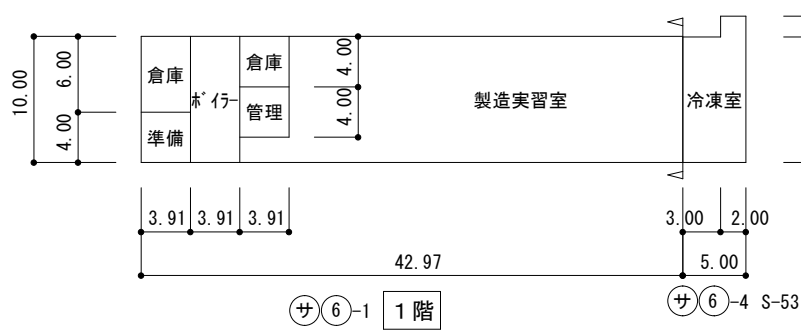 10.00
6.00
4.00
倉庫
準備
ボイラー
倉庫
管理
4.00
4.00
製造実習室
冷凍室
3.91 3.91 3.91
3.00 2.00
42.97
5.00
サ 6 -1 1階
サ 6 -4 S-53